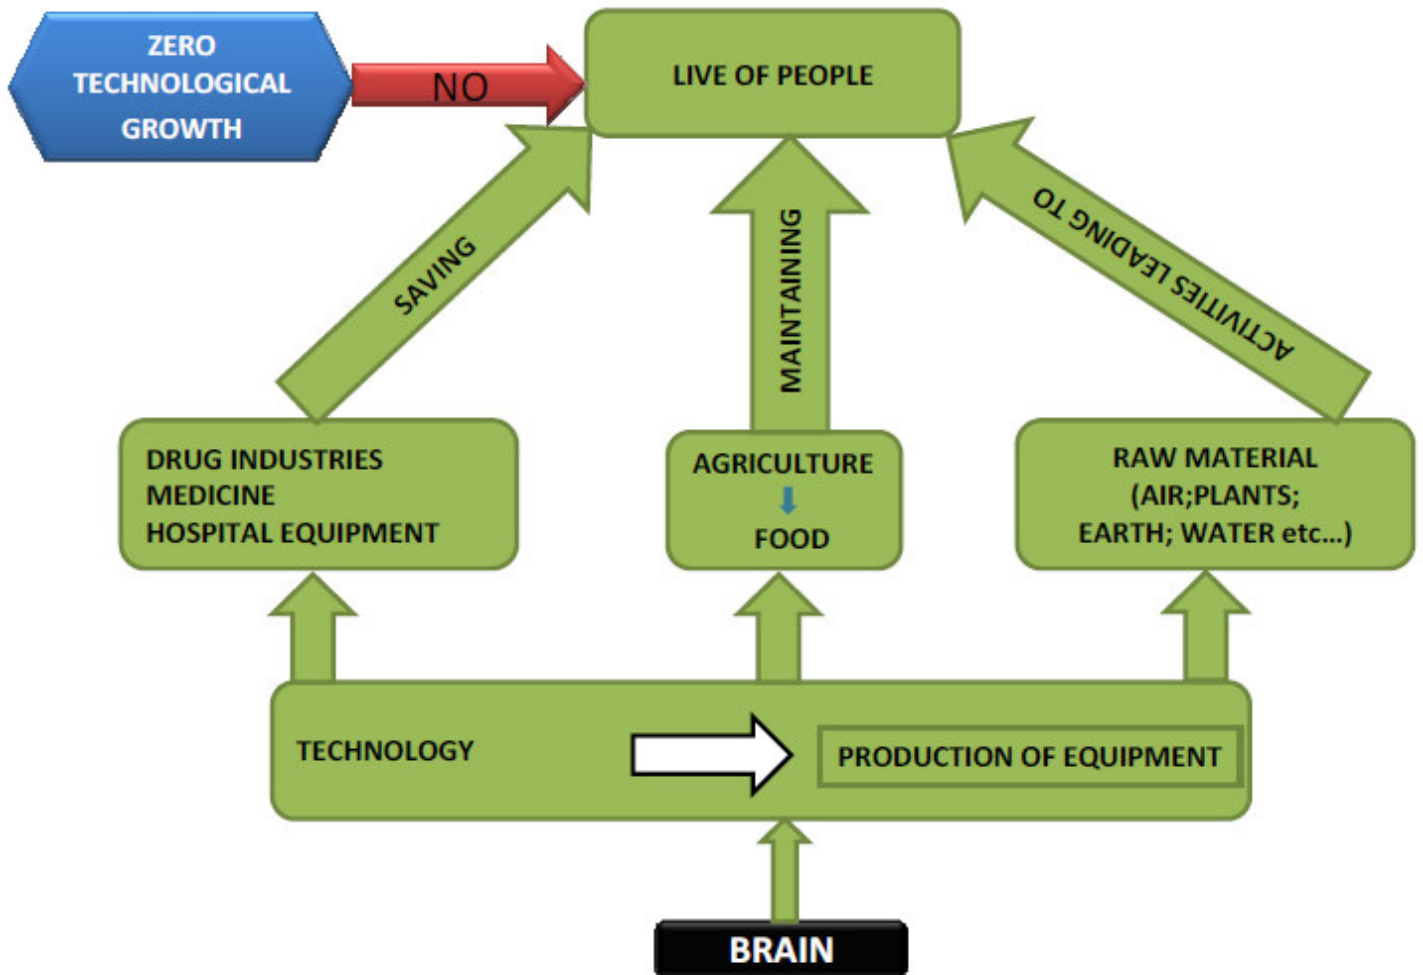 ZERO
TECHNOLOGICAL
GROWTH
NO
LIVE OF PEOPLE
SAVING
MAINTAINING
ACTIVITIES LEADING TO
DRUG INDUSTRIES
MEDICINE
HOSPITAL EQUIPMENT
AGRICULTURE
FOOD
RAW MATERIAL
(AIR;PLANTS;
EARTH; WATER etc...)
TECHNOLOGY
PRODUCTION OF EQUIPMENT
BRAIN